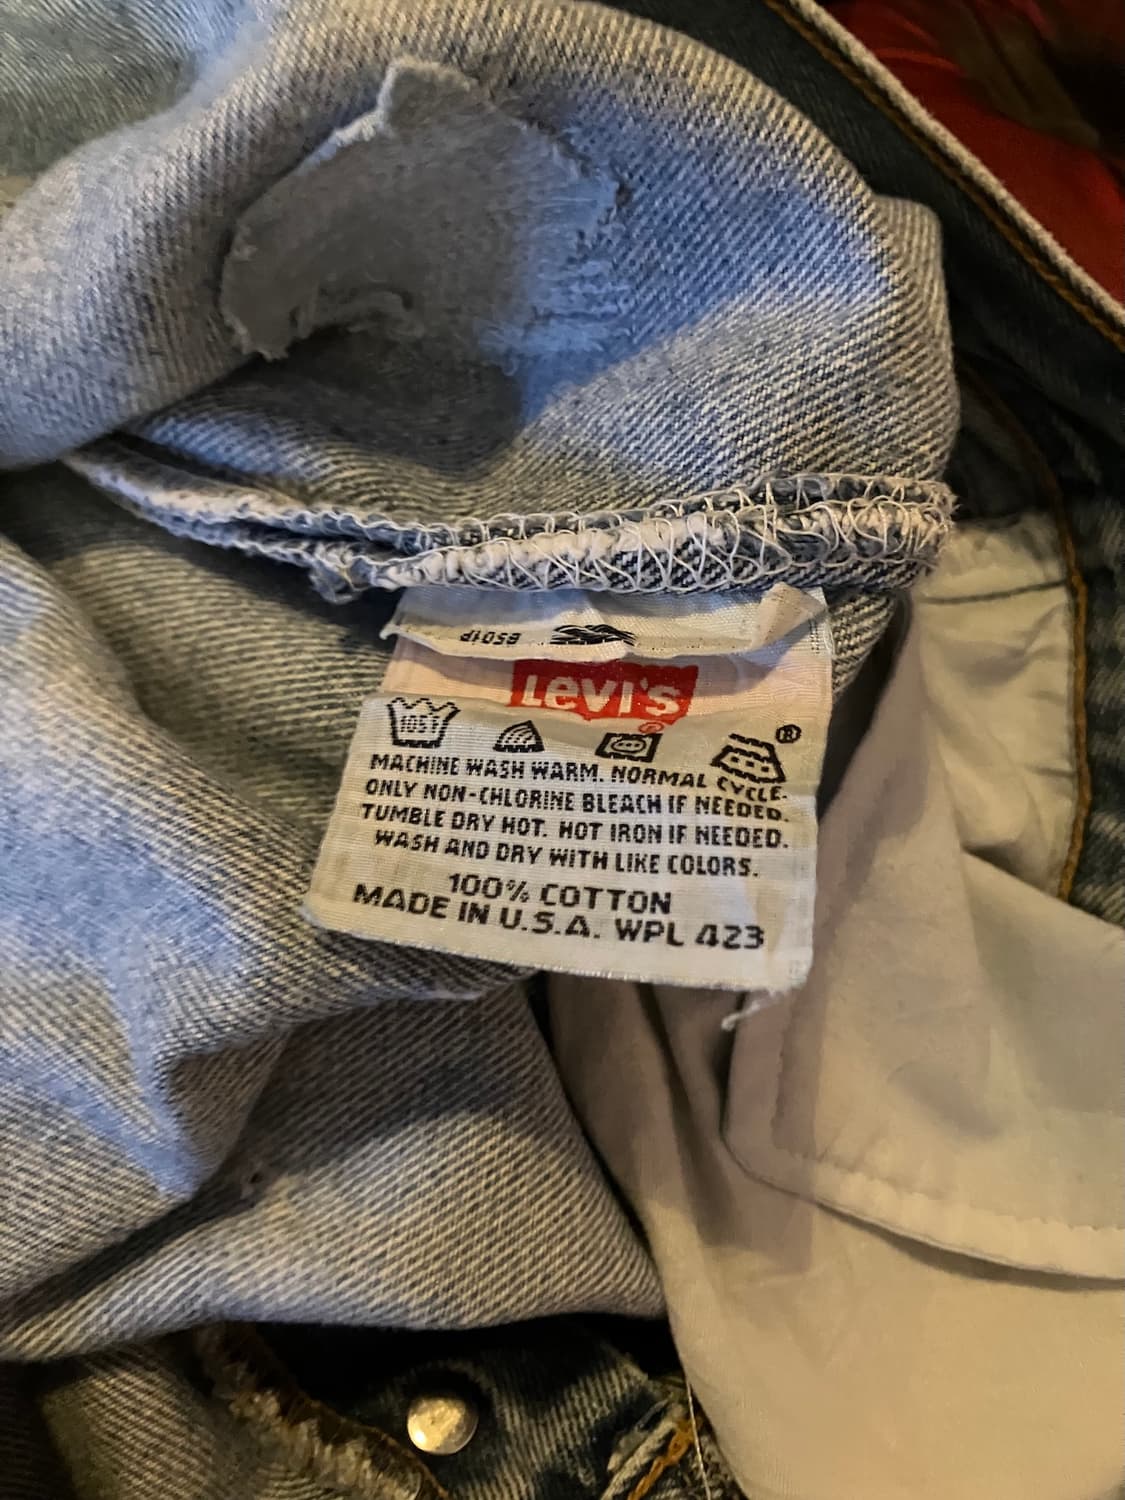 Levi's®
105F
®
MACHINE WASH WARM. NORMAL CYCLE.
ONLY NON-CHLORINE BLEACH IF NEEDED.
TUMBLE DRY HOT. HOT IRON IF NEEDED.
WASH AND DRY WITH LIKE COLORS.
100% COTTON
MADE IN U.S.A. WPL 423